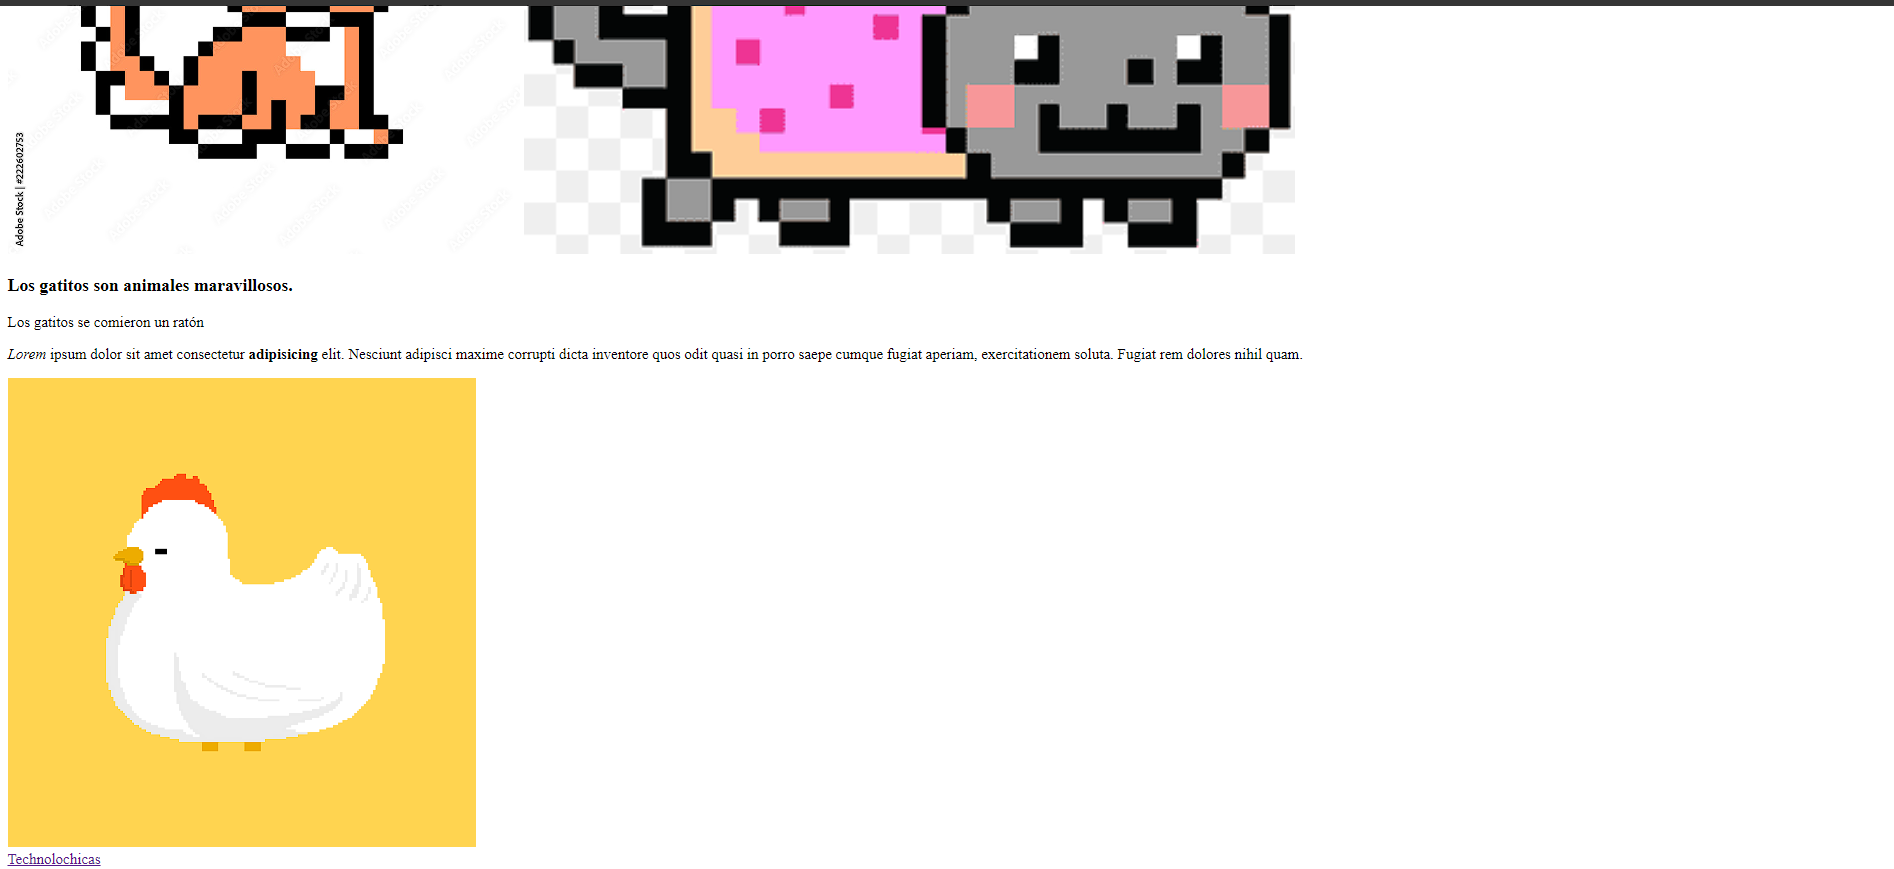 Adobe Stock | #222602753
Los gatitos son animales maravillosos.
Los gatitos se comieron un ratón
Lorem ipsum dolor sit amet consectetur adipisicing elit. Nesciunt adipisci maxime corrupti dicta inventore quos odit quasi in porro saepe cumque fugiat aperiam, exercitationem soluta. Fugiat rem dolores nihil quam.
Technolochicas